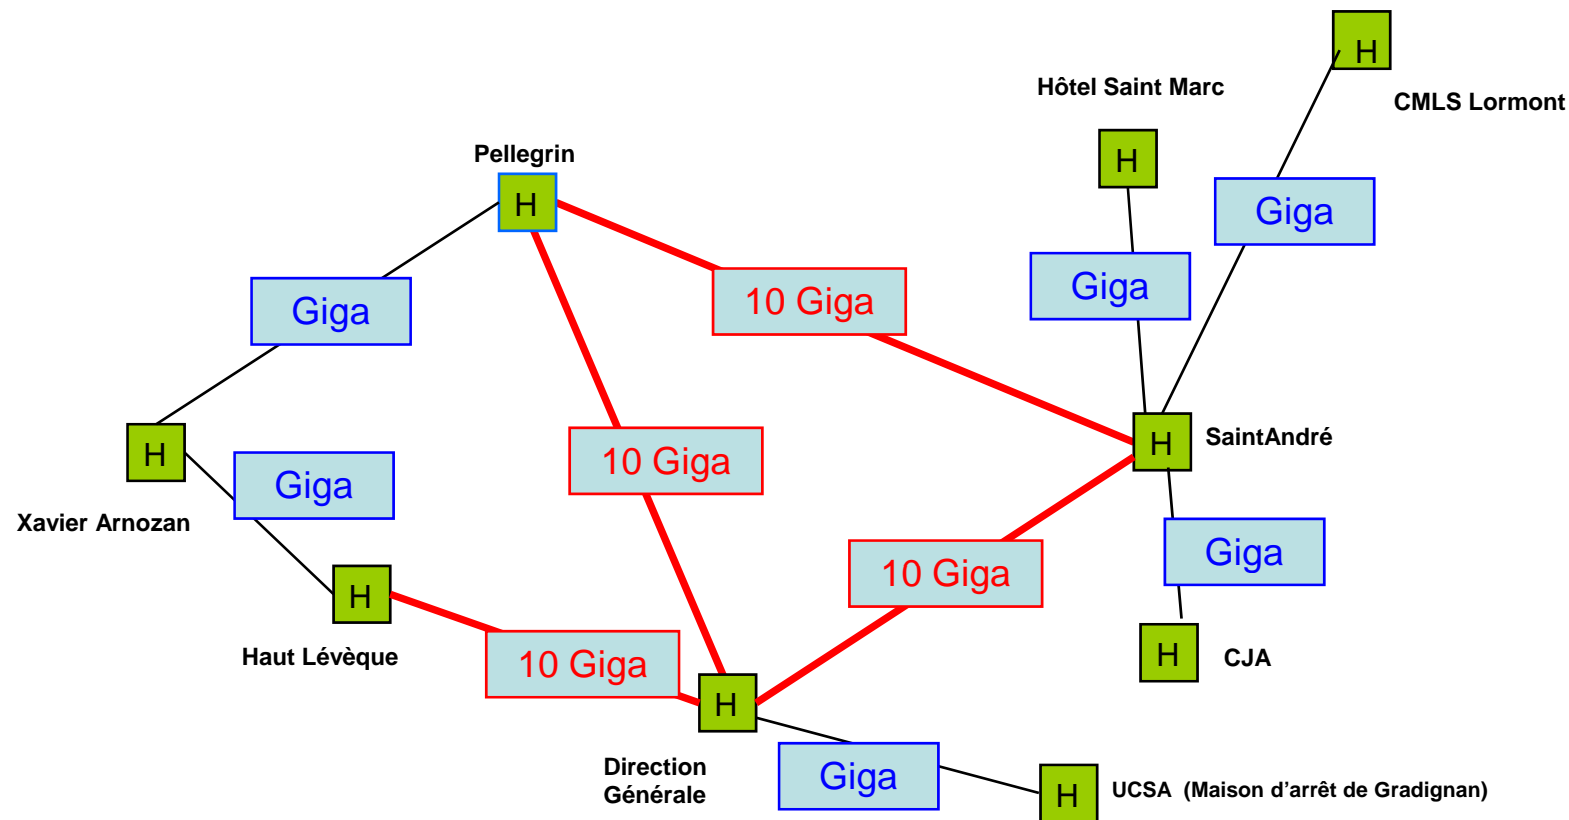 H
Hôtel Saint Marc
CMLS Lormont
H
Pellegrin
H
Giga
Giga
10 Giga
Giga
H
SaintAndré
H
10 Giga
Giga
Xavier Arnozan
Giga
10 Giga
H
Haut Lévèque
10 Giga
H
CJA
H
Direction
Générale
Giga
H
UCSA (Maison d'arrêt de Gradignan)